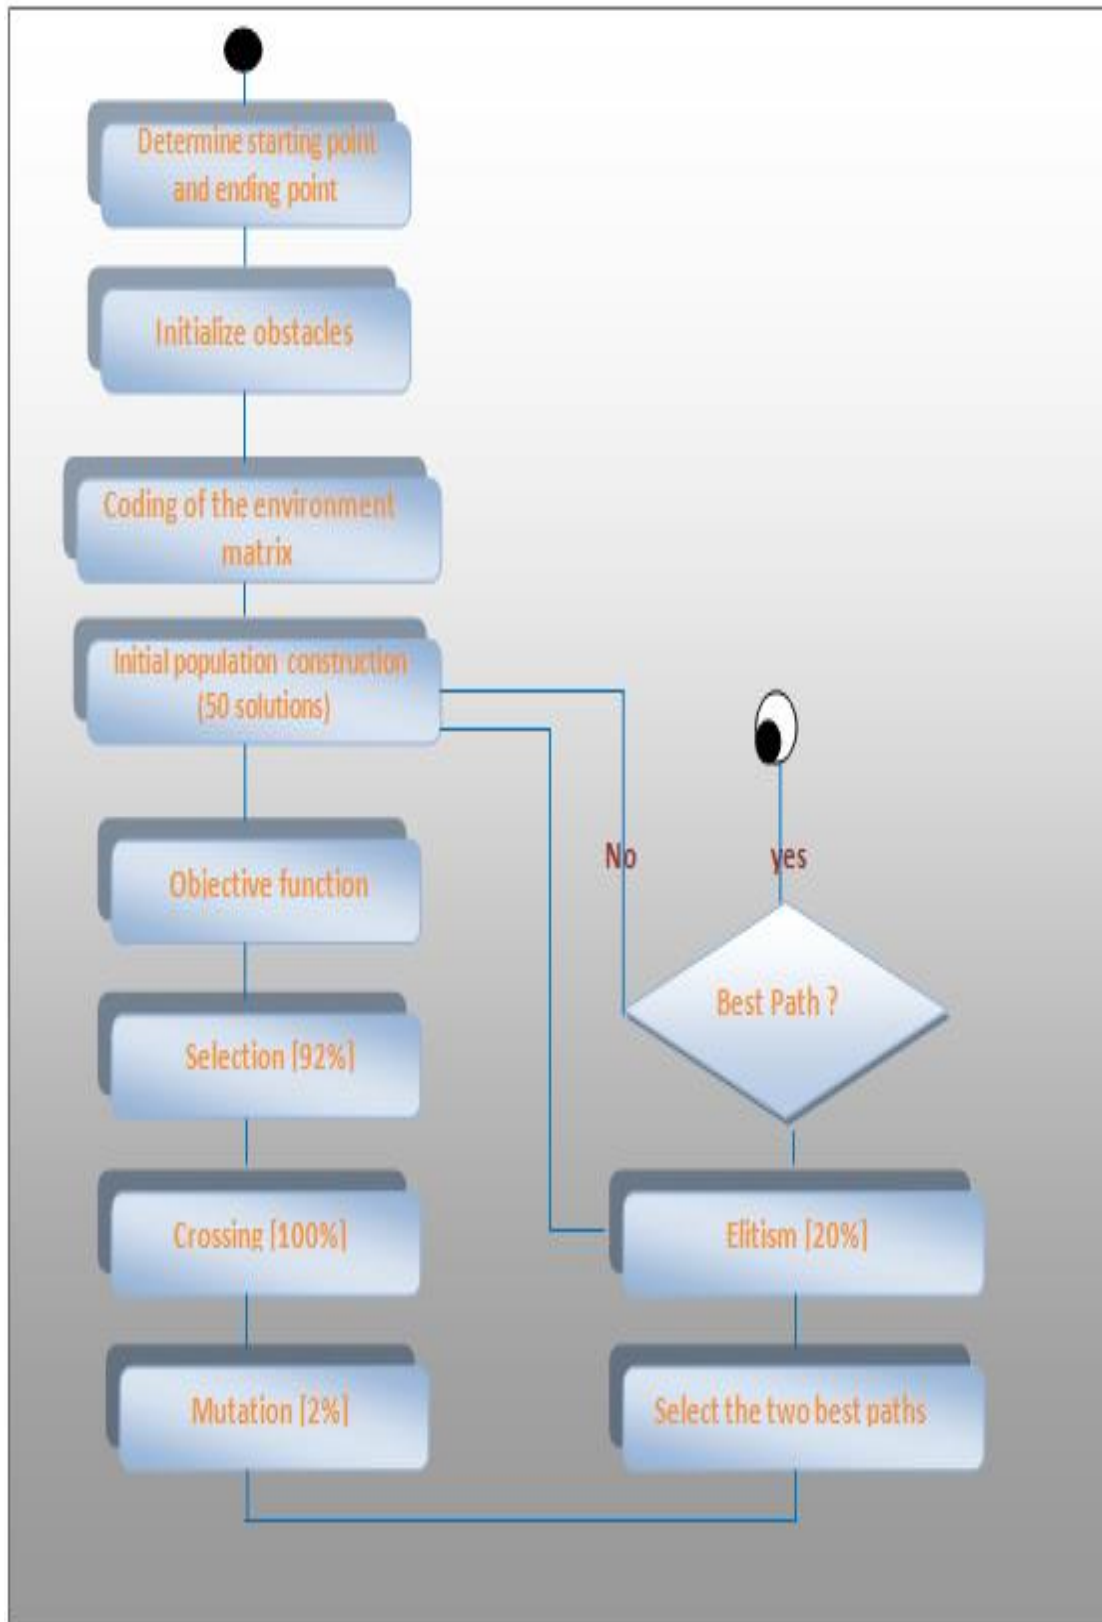 Determine starting point
and ending point
Initialize obstacles
Coding of the environment
matrix
Initial population construction
(50 solutions)
Objective function
Selection [92%]
Crossing [100%]
Mutation [2%]
Select the two best paths
Elitism [20%]
Best Path ?
No
yes